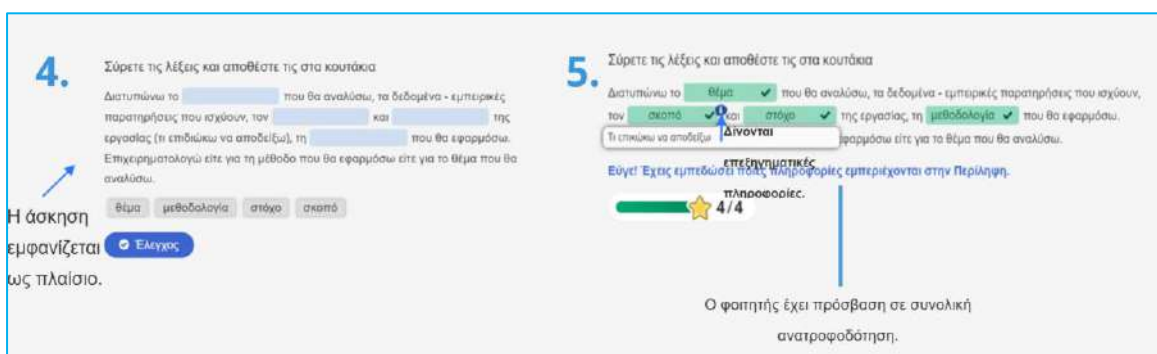 4.
Σύρετε τις λέξεις και αποθέστε τις στα κουτάκια
Διατυπώνω το που θα αναλύσω, τα δεδομένα - εμπειρικές
παρατηρήσεις που ισχύουν, τον και της
εργασίας (τι επιδιώκω να αποδείξω), τη που θα εφαρμόσω.
Επιχειρηματολογώ είτε για τη μέθοδο που θα εφαρμόσω είτε για το θέμα που θα
αναλύσω.
θέμα μεθοδολογία στόχο σκοπό
Έλεγχος
Η άσκηση
εμφανίζεται
ως πλαίσιο.
5.
Σύρετε τις λέξεις και αποθέστε τις στα κουτάκια
Διατυπώνω το θέμα που θα αναλύσω, τα δεδομένα - εμπειρικές παρατηρήσεις που ισχύουν,
τον σκοπό και στόχο της εργασίας, τη μεθοδολογία που θα εφαρμόσω.
Τι επικώκω να αποδείξω
εφαρμόσω είτε για το θέμα που θα αναλύσω.
Δίνονται
επεξηγηματικές
πληροφορίες.
Εύγε! Έχεις εμπεδώσει ποιες πληροφορίες εμπεριέχονται στην Περίληψη.
4/4
Ο φοιτητής έχει πρόσβαση σε συνολική
ανατροφοδότηση.